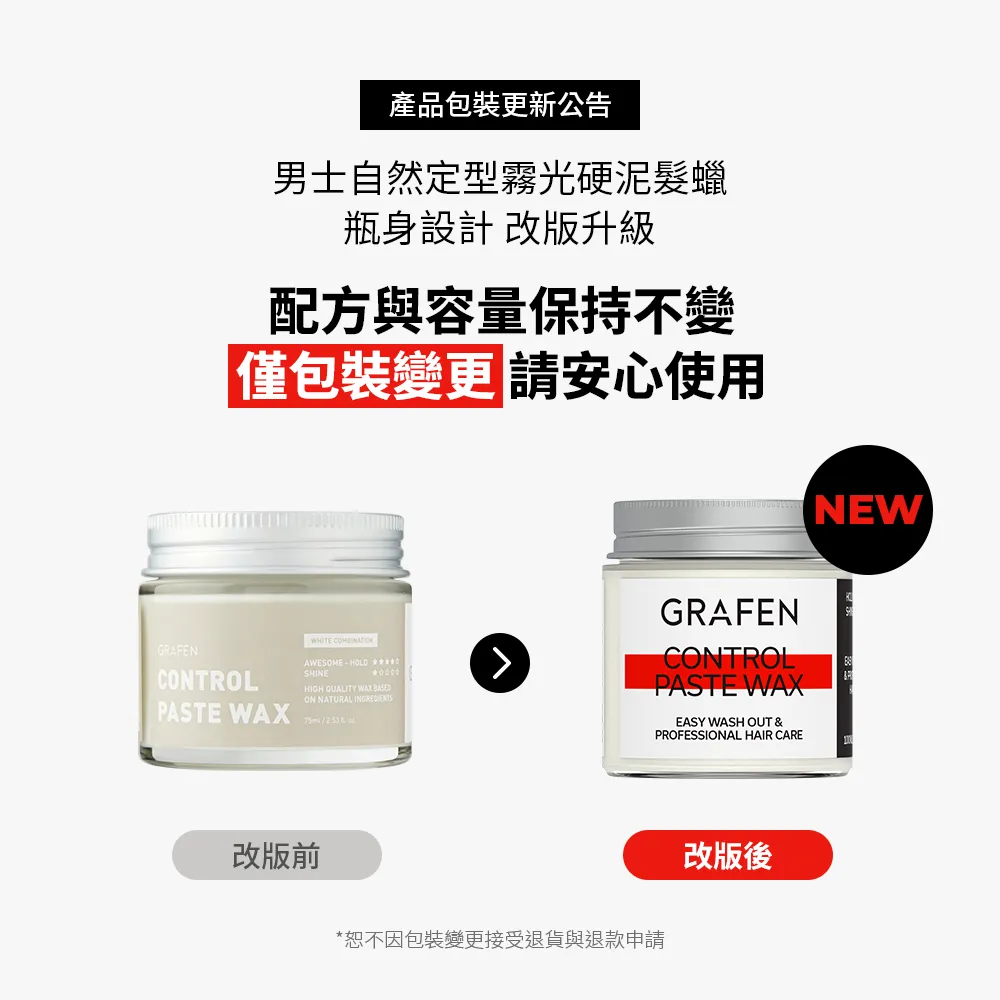 產品包裝更新公告
男士自然定型霧光硬泥髮蠟
瓶身設計 改版升級
配方與容量保持不變
僅包裝變更 請安心使用
NEW
GRAFEN
CONTROL
PASTE WAX
WHITE COMBINATION
AWESOME - HOLD ★★★★☆
SHINE ★☆☆☆☆
HIGH QUALITY WAX BASED
ON NATURAL INGREDIENTS
75ml / 2.53 fl. oz.
GRAFEN
CONTROL
PASTE WAX
EASY WASH OUT &
PROFESSIONAL HAIR CARE
改版前
改版後
*恕不因包裝變更接受退貨與退款申請